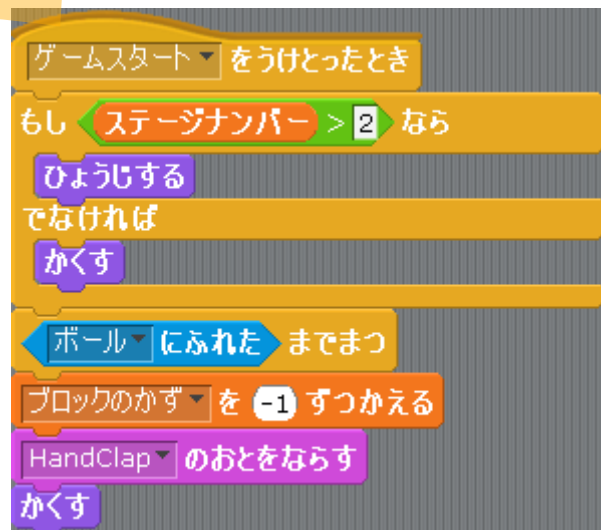 ゲームスタート をうけとったとき
もし ステージナンバー > 2 なら
ひょうじする
でなければ
かくす
ボール にふれた までまつ
ブロックのかず を -1 ずつかえる
HandClap のおとをならす
かくす